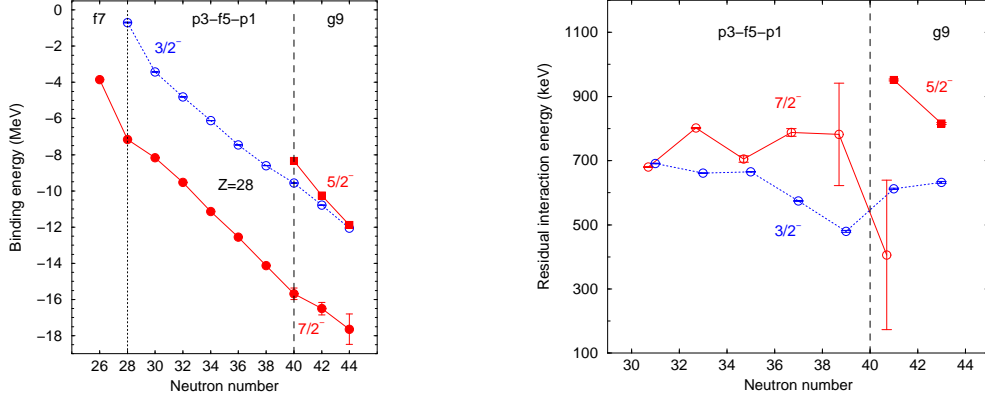 f7 p3−f5−p1 g9
0
−2
−4
−6
−8
−10
−12
−14
−16
−18
Binding energy (MeV)
3/2⁻
5/2⁻
Z=28
7/2⁻
26 28 30 32 34 36 38 40 42 44
Neutron number
p3−f5−p1 g9
1100
900
700
500
300
100
Residual interaction energy (keV)
7/2⁻
5/2⁻
3/2⁻
30 32 34 36 38 40 42 44
Neutron number